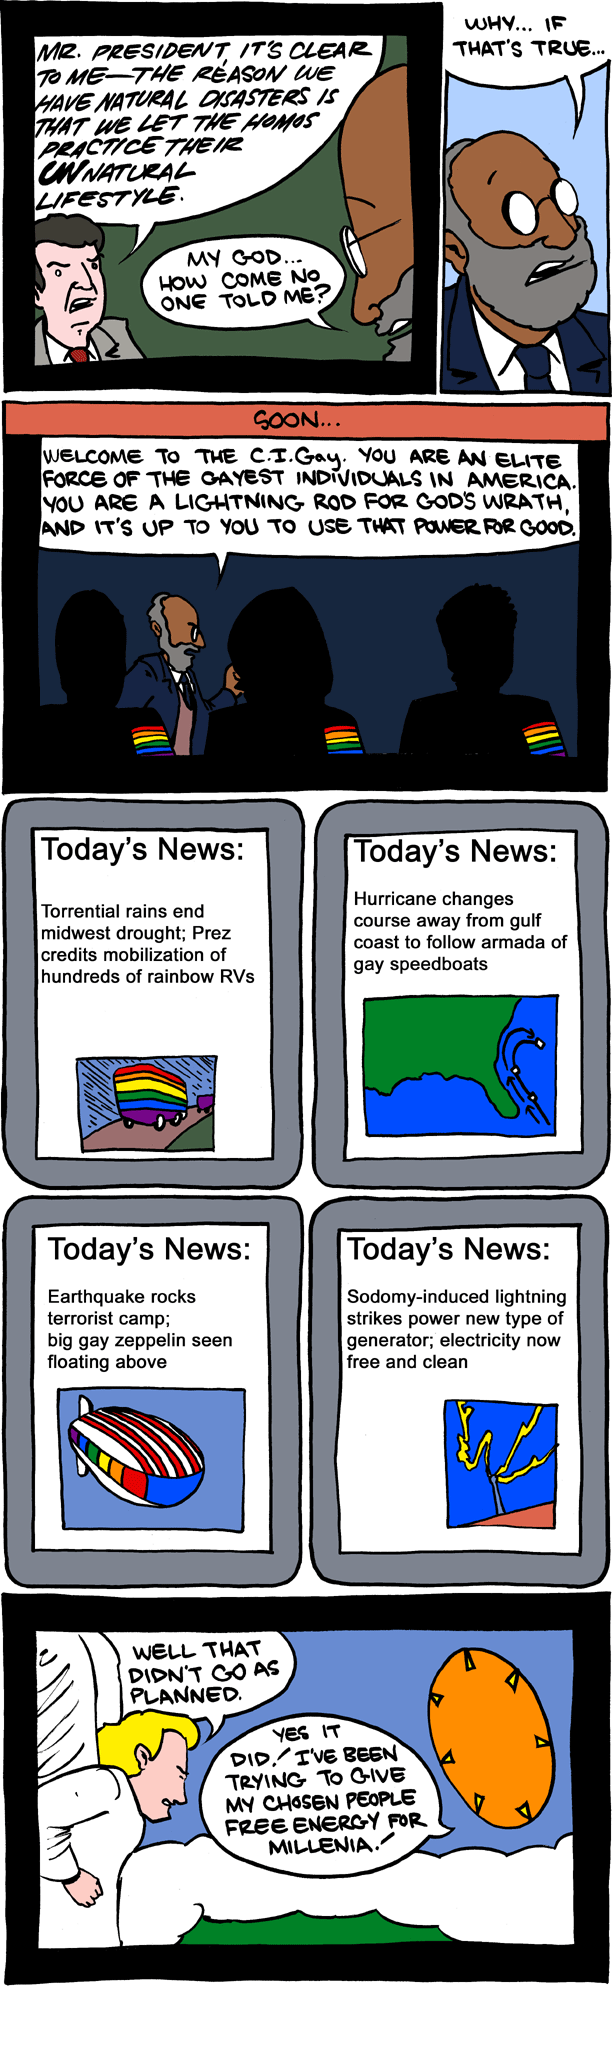 MR. PRESIDENT, IT'S CLEAR
TO ME—THE REASON WE
HAVE NATURAL DISASTERS IS
THAT WE LET THE HOMOS
PRACTICE THEIR
UNNATURAL
LIFESTYLE.
MY GOD...
HOW COME NO
ONE TOLD ME?
WHY... IF
THAT'S TRUE...
SOON...
WELCOME TO THE C.I.Gay. YOU ARE AN ELITE
FORCE OF THE GAYEST INDIVIDUALS IN AMERICA.
YOU ARE A LIGHTNING ROD FOR GOD'S WRATH,
AND IT'S UP TO YOU TO USE THAT POWER FOR GOOD.
Today's News:
Torrential rains end
midwest drought; Prez
credits mobilization of
hundreds of rainbow RVs
Today's News:
Hurricane changes
course away from gulf
coast to follow armada of
gay speedboats
Today's News:
Earthquake rocks
terrorist camp;
big gay zeppelin seen
floating above
Today's News:
Sodomy-induced lightning
strikes power new type of
generator; electricity now
free and clean
WELL THAT
DIDN'T GO AS
PLANNED.
YES IT
DID! I'VE BEEN
TRYING TO GIVE
MY CHOSEN PEOPLE
FREE ENERGY FOR
MILLENIA!